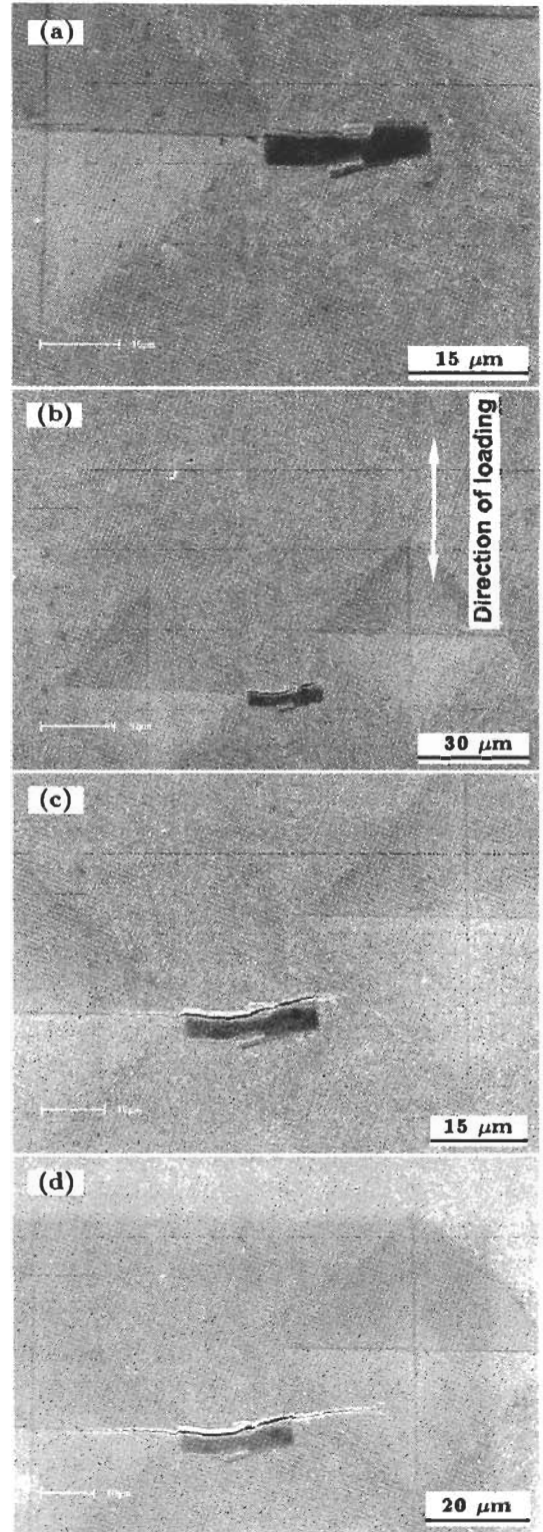 (a)
15 μm
(b)
Direction of loading
30 μm
(c)
15 μm
(d)
20 μm